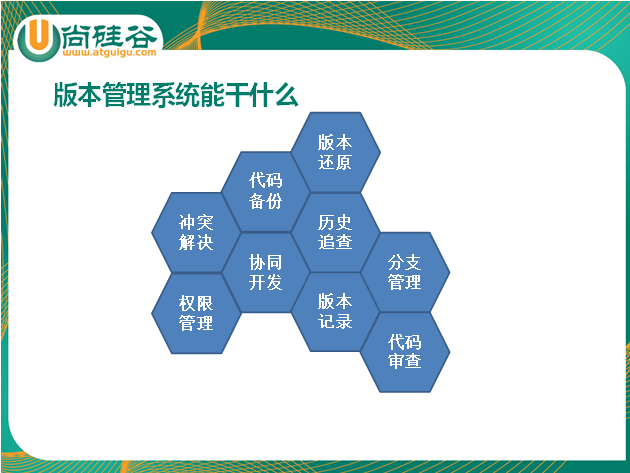 尚硅谷
www.atguigu.com
版本管理系统能干什么
版本
还原
代码
备份
冲突
解决
历史
追查
协同
开发
分支
管理
权限
管理
版本
记录
代码
审查